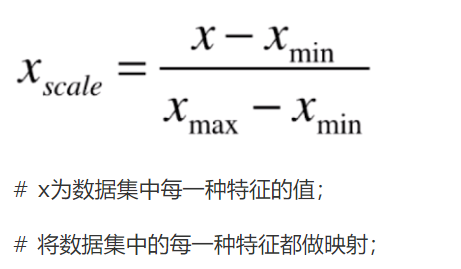 x_scale = (x − x_min) / (x_max − x_min)
# x为数据集中每一种特征的值；
# 将数据集中的每一种特征都做映射；